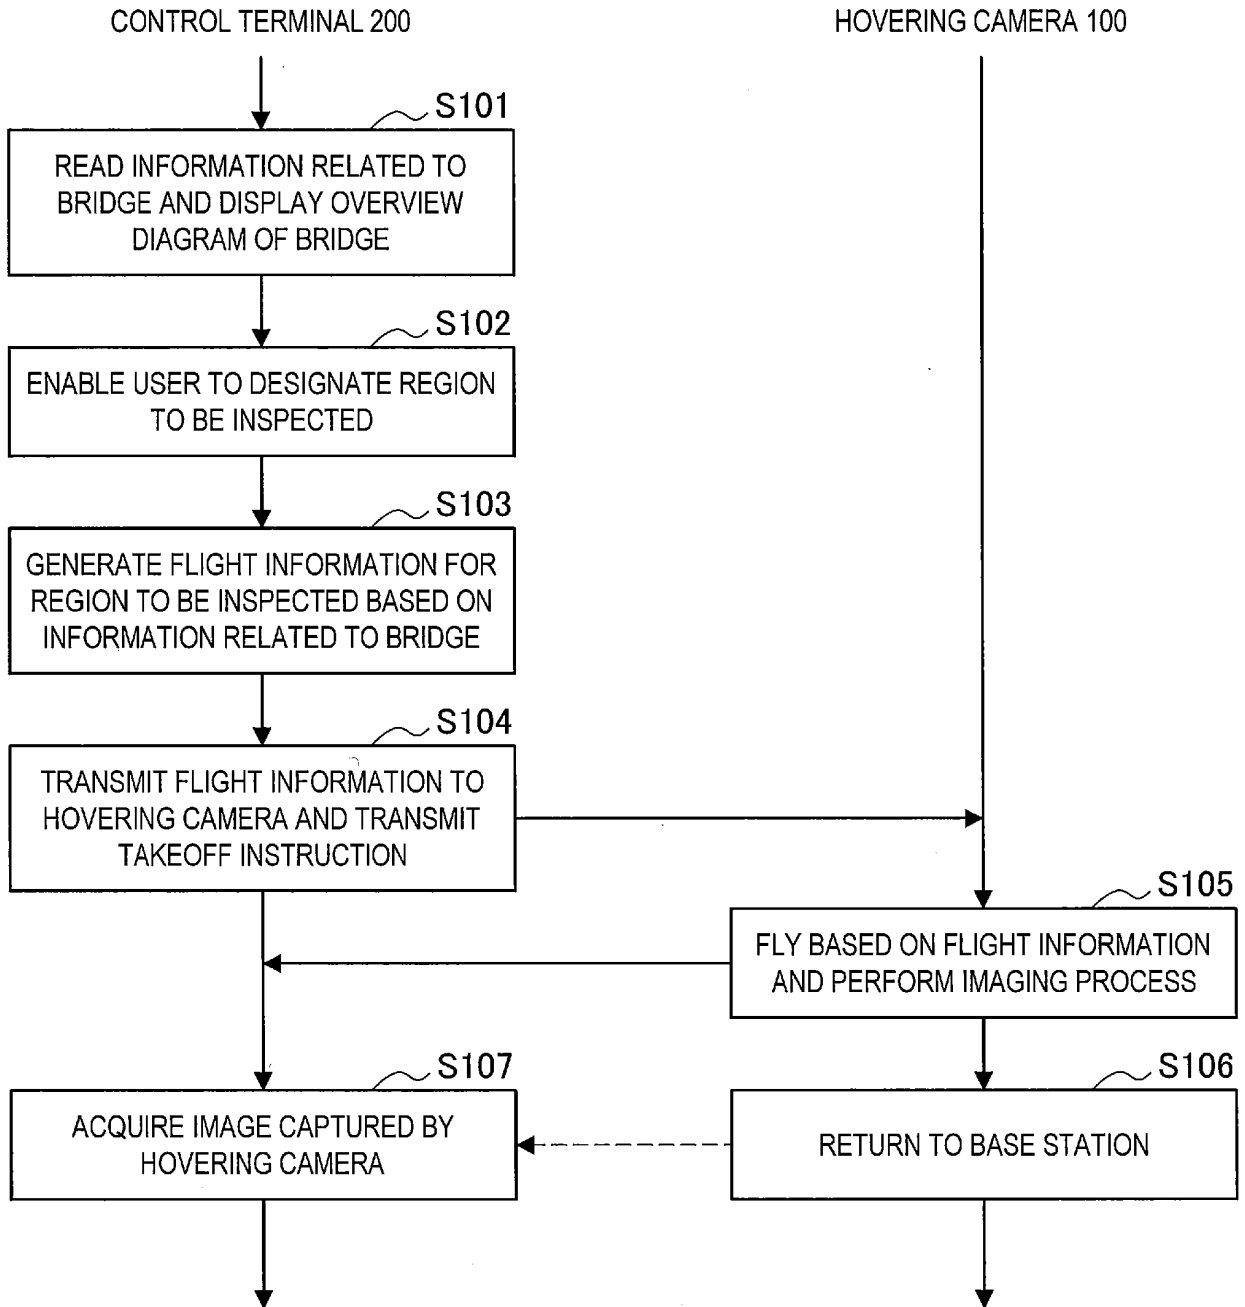 CONTROL TERMINAL 200
HOVERING CAMERA 100
S101
READ INFORMATION RELATED TO
BRIDGE AND DISPLAY OVERVIEW
DIAGRAM OF BRIDGE
S102
ENABLE USER TO DESIGNATE REGION
TO BE INSPECTED
S103
GENERATE FLIGHT INFORMATION FOR
REGION TO BE INSPECTED BASED ON
INFORMATION RELATED TO BRIDGE
S104
TRANSMIT FLIGHT INFORMATION TO
HOVERING CAMERA AND TRANSMIT
TAKEOFF INSTRUCTION
S105
FLY BASED ON FLIGHT INFORMATION
AND PERFORM IMAGING PROCESS
S107
ACQUIRE IMAGE CAPTURED BY
HOVERING CAMERA
S106
RETURN TO BASE STATION